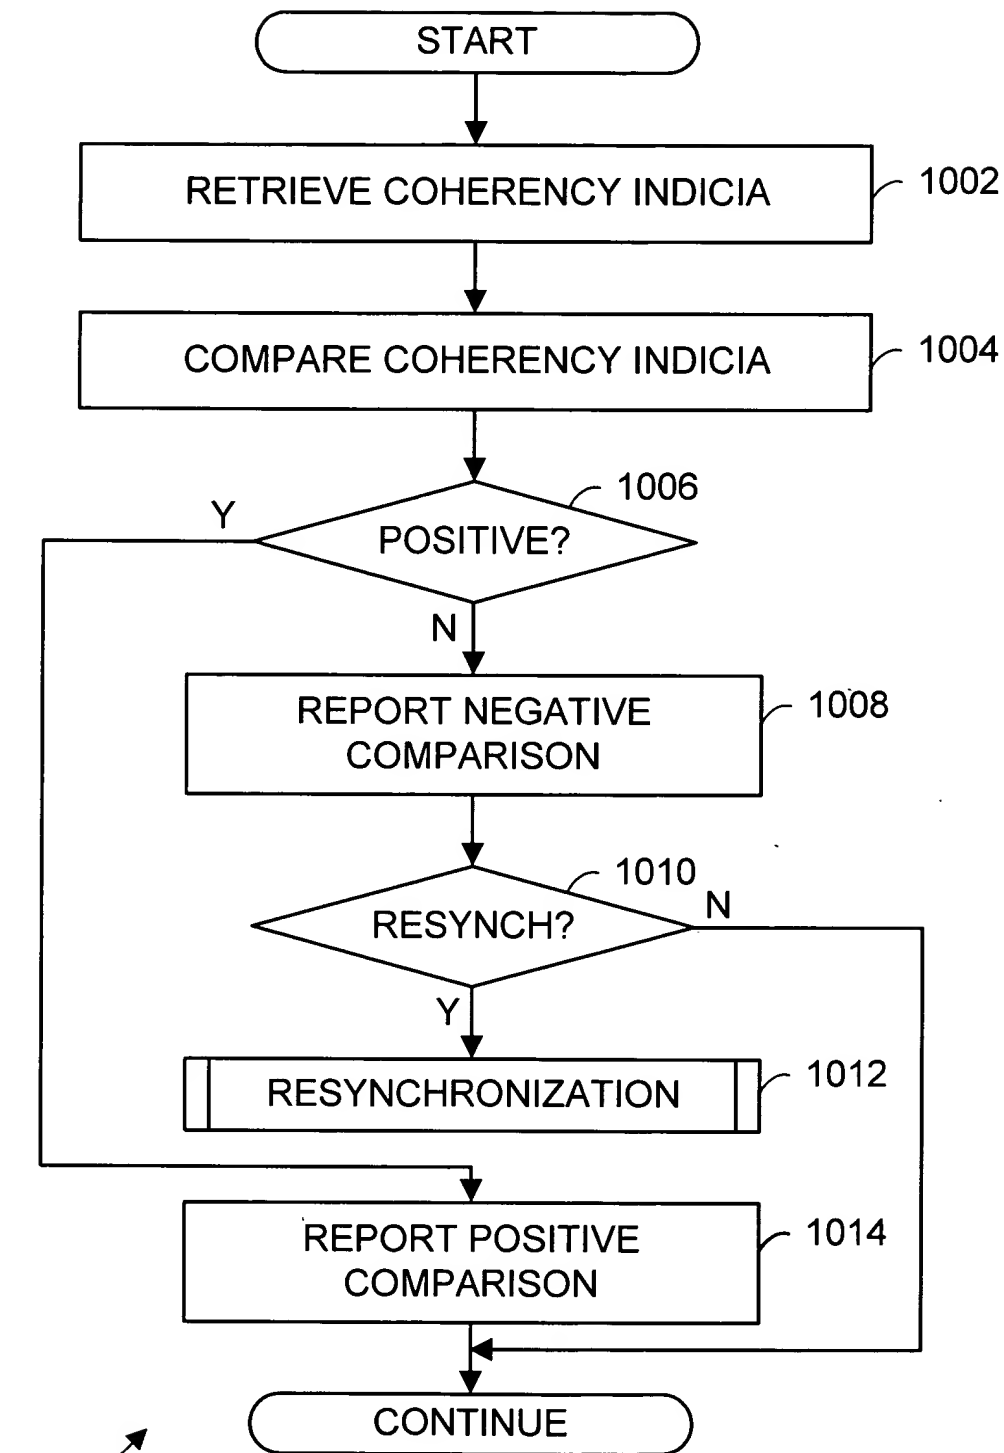 START
RETRIEVE COHERENCY INDICIA
1002
COMPARE COHERENCY INDICIA
1004
1006
Y
POSITIVE?
N
REPORT NEGATIVE
COMPARISON
1008
1010
N
RESYNCH?
Y
RESYNCHRONIZATION
1012
REPORT POSITIVE
COMPARISON
1014
CONTINUE